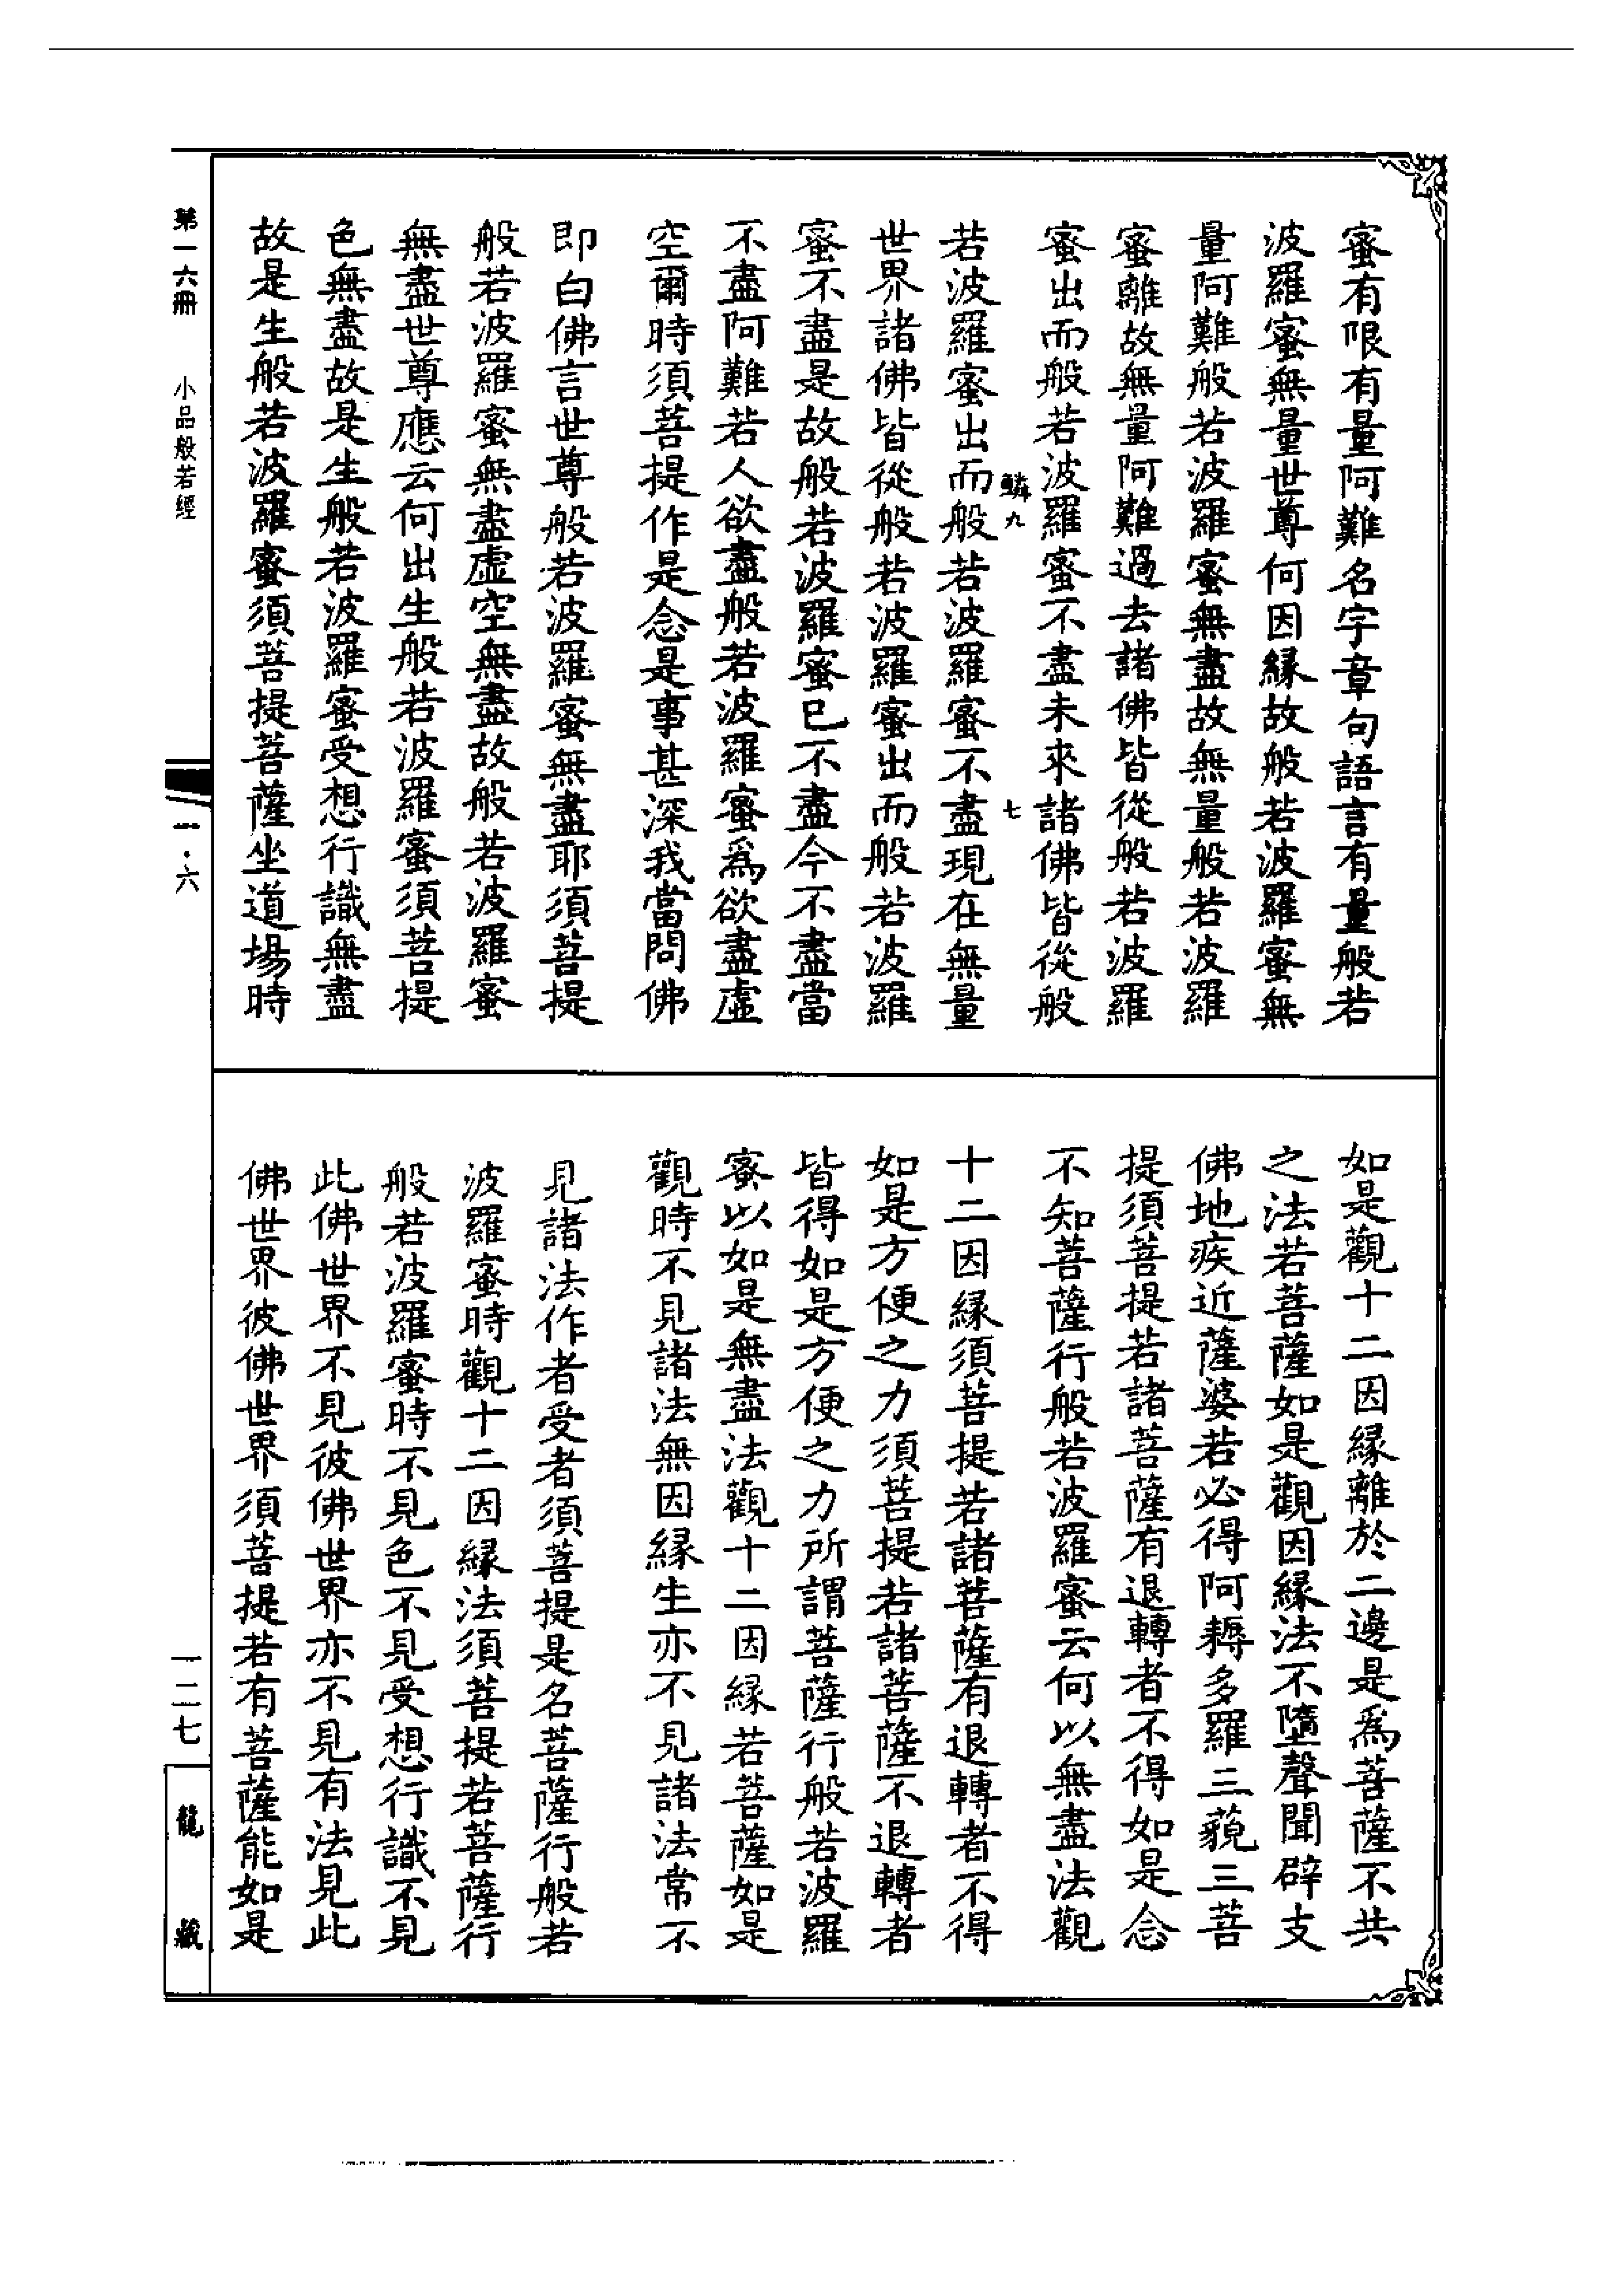 蜜有限有量阿難名字章句語言有量般若
波羅蜜無量世尊何因縁故般若波羅蜜無
量阿難般若波羅蜜無盡故無量般若波羅
蜜離故無量阿難過去諸佛皆從般若波羅
蜜出而般若波羅蜜不盡未來諸佛皆從般
鱗九
七
若波羅蜜出而般若波羅蜜不盡現在無量
世界諸佛皆從般若波羅蜜出而般若波羅
蜜不盡是故般若波羅蜜已不盡今不盡當
不盡阿難若人欲盡般若波羅蜜爲欲盡虛
空爾時須菩提作是念是事甚深我當問佛
即白佛言世尊般若波羅蜜無盡耶須菩提
般若波羅蜜無盡虛空無盡故般若波羅蜜
無盡世尊應云何出生般若波羅蜜須菩提
色無盡故是生般若波羅蜜受想行識無盡
故是生般若波羅蜜須菩提菩薩坐道場時
如是觀十二因縁離於二邊是爲菩薩不共
之法若菩薩如是觀因縁法不墮聲聞辟支
佛地疾近薩婆若必得阿耨多羅三藐三菩
提須菩提若諸菩薩有退轉者不得如是念
不知菩薩行般若波羅蜜云何以無盡法觀
十二因縁須菩提若諸菩薩有退轉者不得
如是方便之力須菩提若諸菩薩不退轉者
皆得如是方便之力所謂菩薩行般若波羅
蜜以如是無盡法觀十二因縁若菩薩如是
觀時不見諸法無因縁生亦不見諸法常不
見諸法作者受者須菩提是名菩薩行般若
波羅蜜時觀十二因縁法須菩提若菩薩行
般若波羅蜜時不見色不見受想行識不見
此佛世界不見彼佛世界亦不見有法見此
佛世界彼佛世界須菩提若有菩薩能如是
第一六冊 小品般若經
一·六
一二七
龍藏